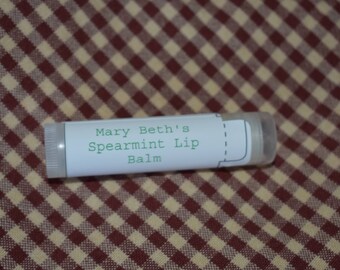 Mary Beth's
Spearmint Lip
Balm